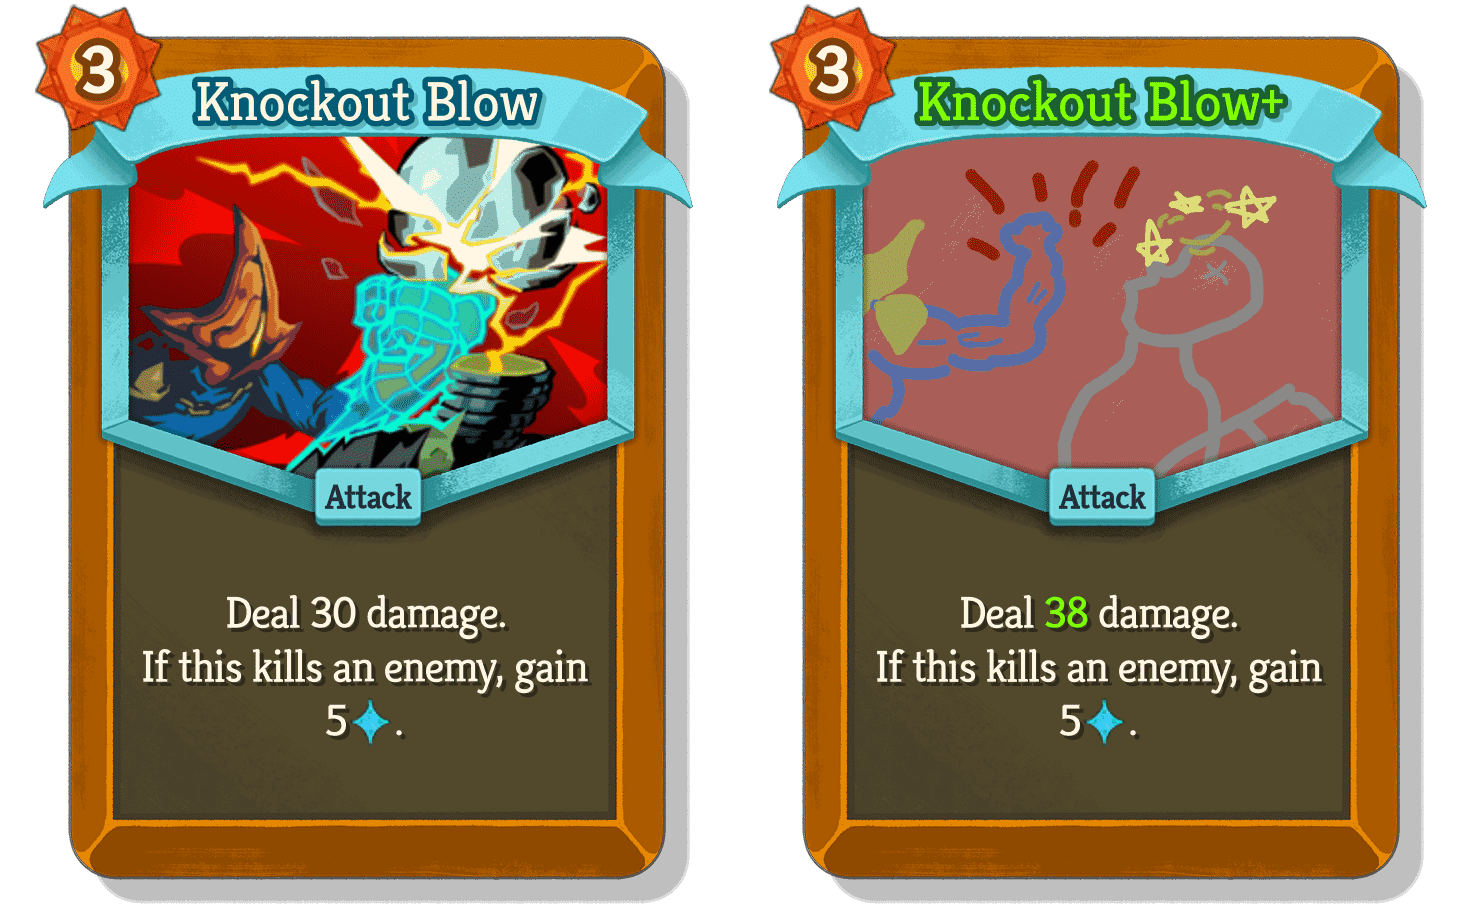 3
Knockout Blow
Attack
Deal 30 damage.
If this kills an enemy, gain
5.
3
Knockout Blow+
Attack
Deal 38 damage.
If this kills an enemy, gain
5.